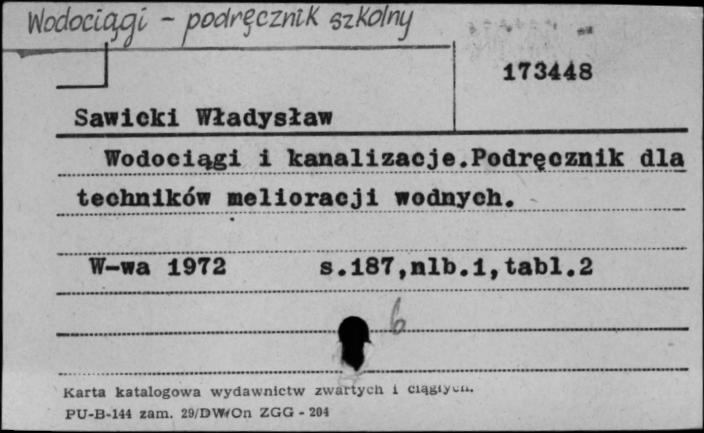 Wodociągi - podręcznik szkolny
173448
Sawicki Władysław
Wodociągi i kanalizacje.Podręcznik dla
techników melioracji wodnych.
W-wa 1972 s.187,nlb.1,tabl.2
6
Karta katalogowa wydawnictw zwartych i ciągłych.
PU-B-144 zam. 29/DW/On ZGG - 204